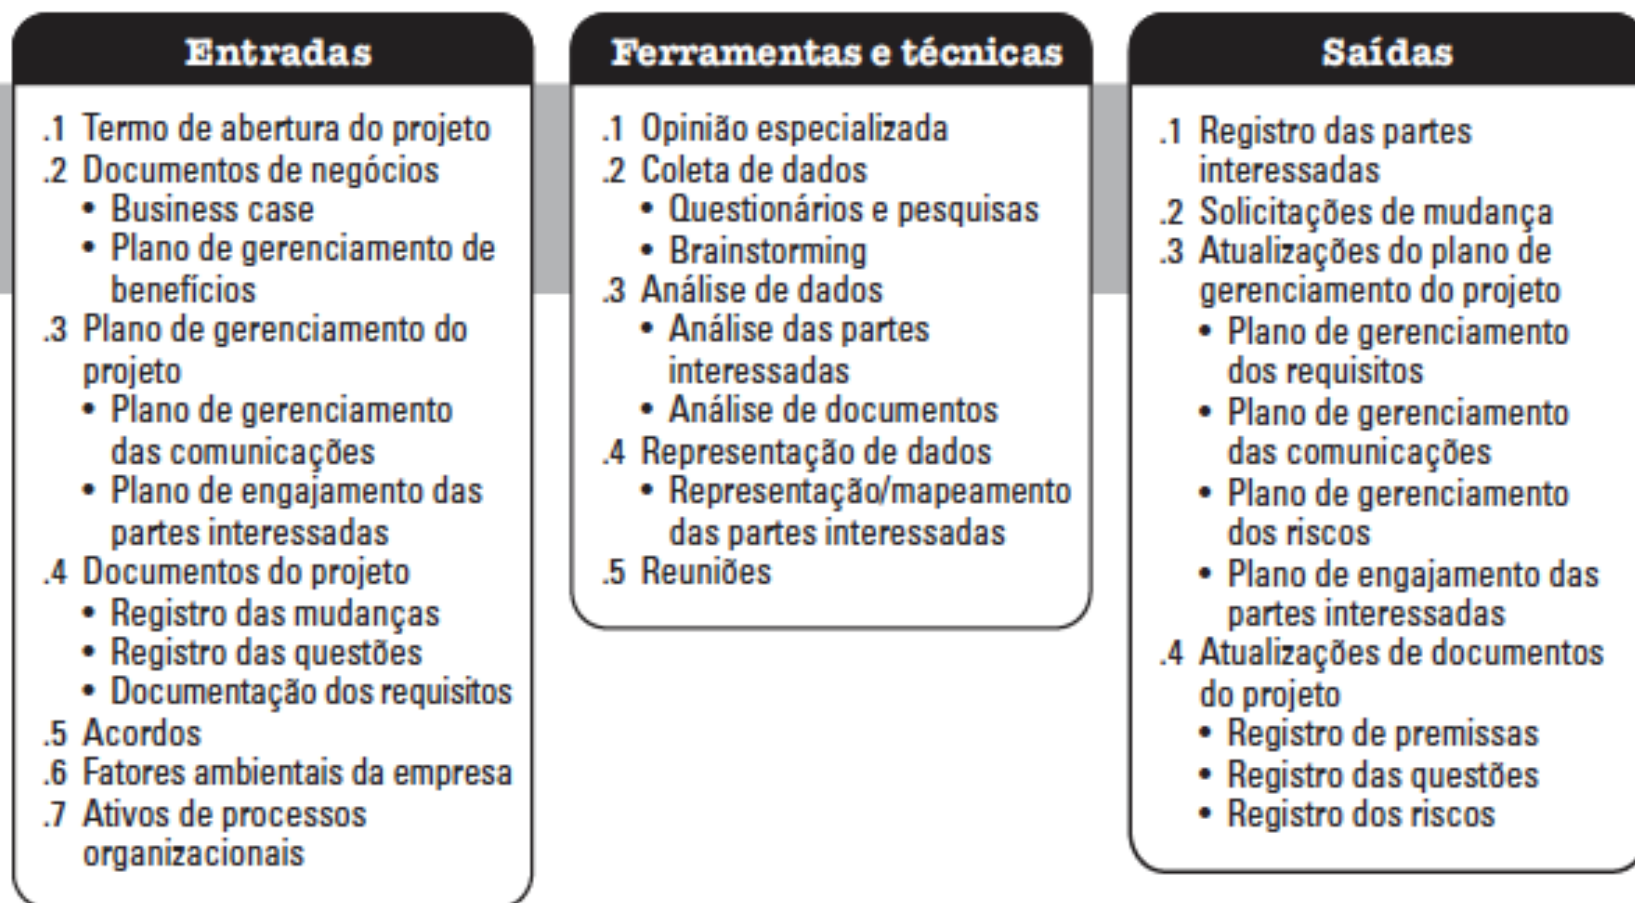 Entradas
.1 Termo de abertura do projeto
.2 Documentos de negócios
• Business case
• Plano de gerenciamento de
benefícios
.3 Plano de gerenciamento do
projeto
• Plano de gerenciamento
das comunicações
• Plano de engajamento das
partes interessadas
.4 Documentos do projeto
• Registro das mudanças
• Registro das questões
• Documentação dos requisitos
.5 Acordos
.6 Fatores ambientais da empresa
.7 Ativos de processos
organizacionais
Ferramentas e técnicas
.1 Opinião especializada
.2 Coleta de dados
• Questionários e pesquisas
• Brainstorming
.3 Análise de dados
• Análise das partes
interessadas
• Análise de documentos
.4 Representação de dados
• Representação/mapeamento
das partes interessadas
.5 Reuniões
Saídas
.1 Registro das partes
interessadas
.2 Solicitações de mudança
.3 Atualizações do plano de
gerenciamento do projeto
• Plano de gerenciamento
dos requisitos
• Plano de gerenciamento
das comunicações
• Plano de gerenciamento
dos riscos
• Plano de engajamento das
partes interessadas
.4 Atualizações de documentos
do projeto
• Registro de premissas
• Registro das questões
• Registro dos riscos